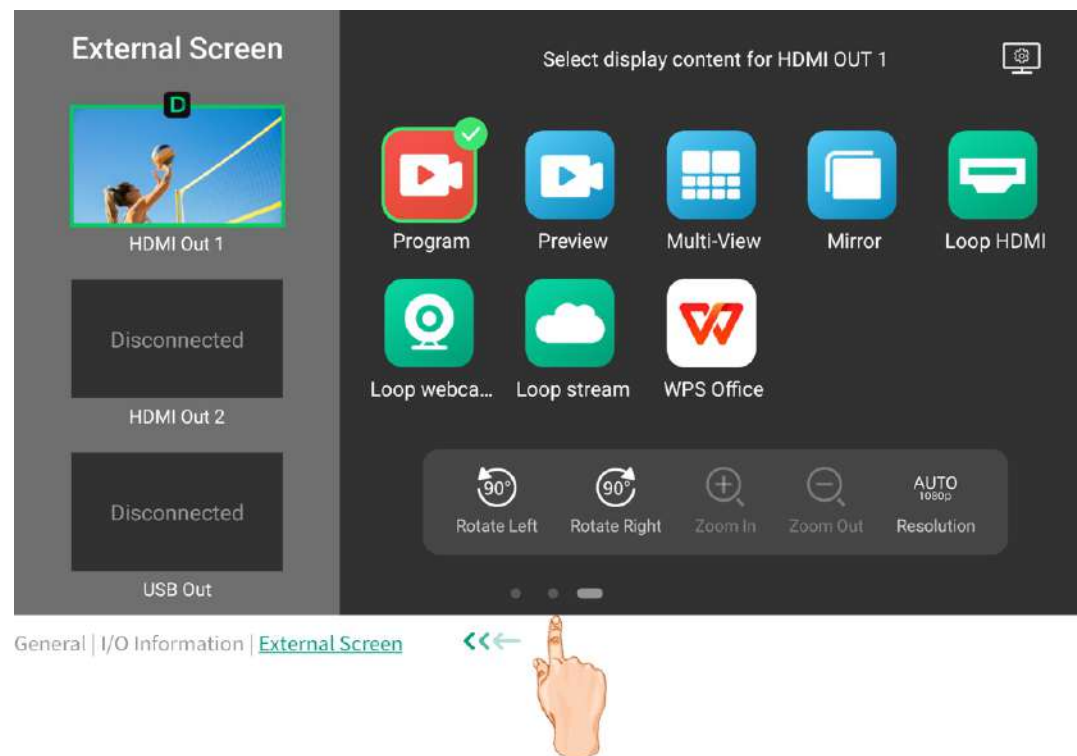 External Screen
D
HDMI Out 1
Disconnected
HDMI Out 2
Disconnected
USB Out
Select display content for HDMI OUT 1
Program Preview Multi-View Mirror Loop HDMI
Loop webca... Loop stream WPS Office
90° 90° AUTO
1080p
Rotate Left Rotate Right Zoom In Zoom Out Resolution
General | I/O Information | External Screen